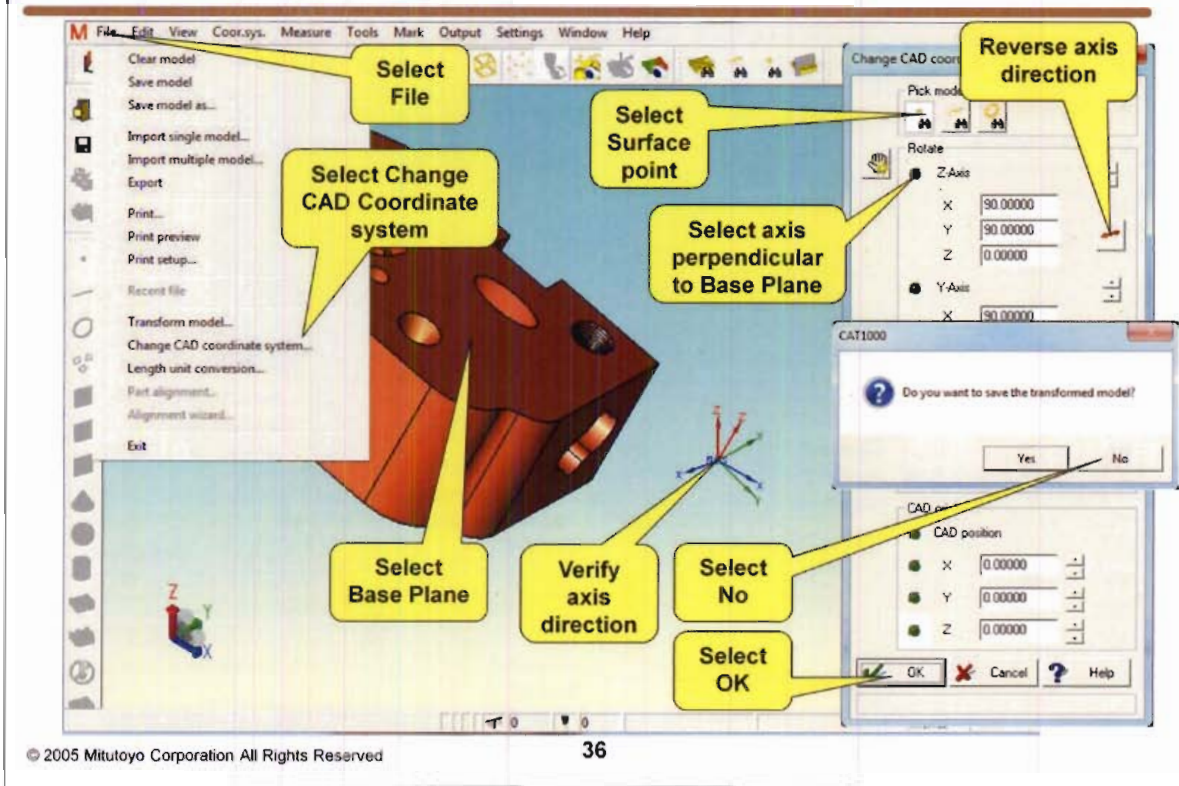 M File Edit View Coor.sys. Measure Tools Mark Output Settings Window Help
Clear model
Save model
Save model as...
Import single model...
Import multiple model...
Export
Print...
Print preview
Print setup...
Recent file
Transform model...
Change CAD coordinate system...
Length unit conversion...
Part alignment...
Alignment wizard...
Exit
Select
File
Select Change
CAD Coordinate
system
Select
Surface
point
Select axis
perpendicular
to Base Plane
Reverse axis
direction
Select
Base Plane
Verify
axis
direction
Select
No
Select
OK
Z
Y
X
Z
Z
Y
X
X
Y
Change CAD
Pick
Rotate
Z-Axis
X 90.00000
Y 90.00000
Z 0.00000
Y-Axis
X 90.00000
CAT1000
Do you want to save the transformed model?
Yes No
CAD
CAD position
X 0.00000
Y 0.00000
Z 0.00000
OK Cancel Help
0 0
© 2005 Mitutoyo Corporation All Rights Reserved
36